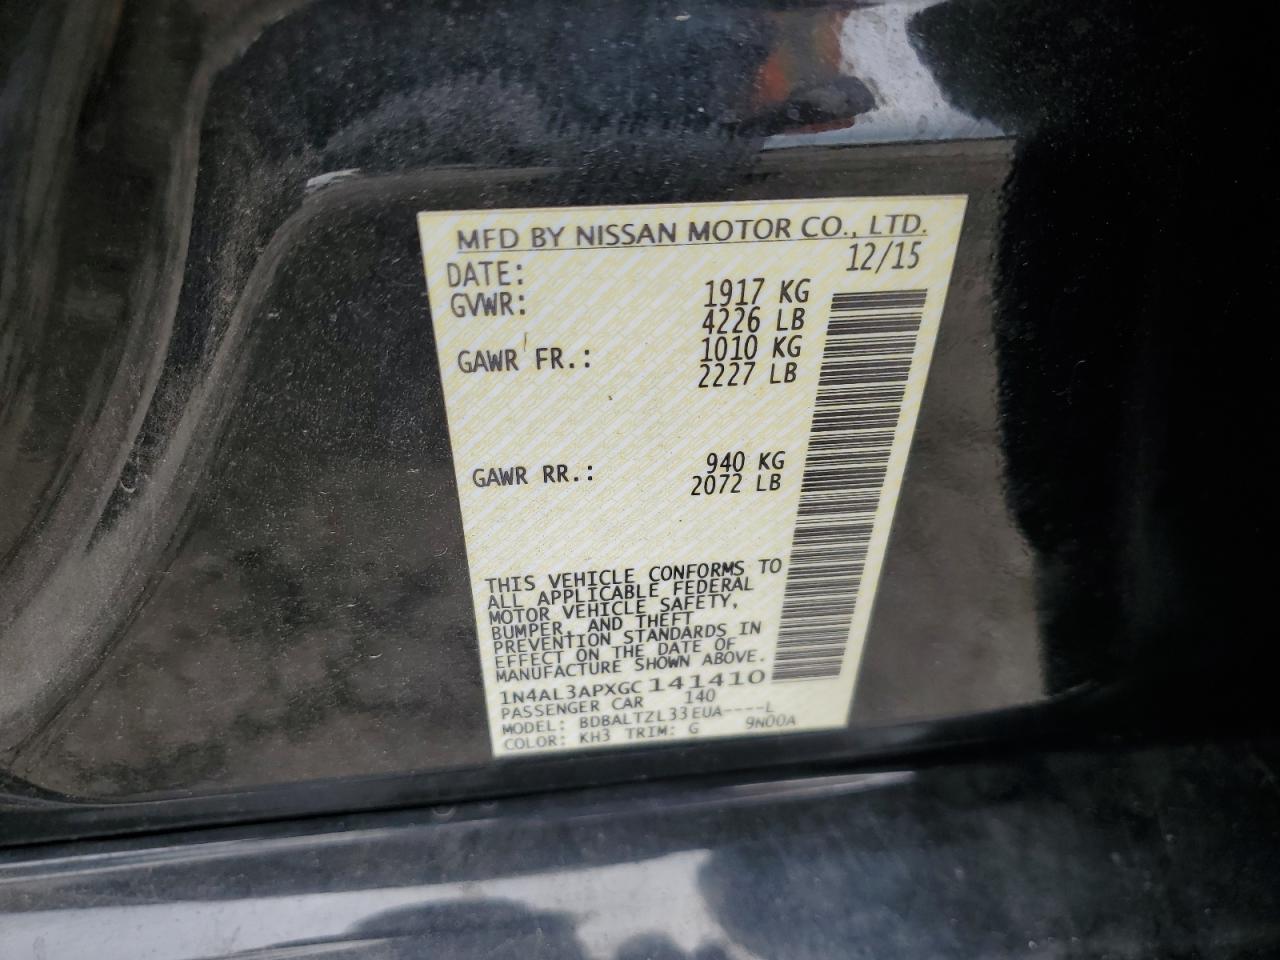 MFD BY NISSAN MOTOR CO., LTD.
DATE: 12/15
GVWR: 1917 KG
4226 LB
GAWR FR.: 1010 KG
2227 LB
GAWR RR.: 940 KG
2072 LB
THIS VEHICLE CONFORMS TO
ALL APPLICABLE FEDERAL
MOTOR VEHICLE SAFETY,
BUMPER, AND THEFT
PREVENTION STANDARDS IN
EFFECT ON THE DATE OF
MANUFACTURE SHOWN ABOVE.
1N4AL3APXGC141410
PASSENGER CAR 140
MODEL: BDBALTZL33EUA----L
COLOR: KH3 TRIM: G 9N00A